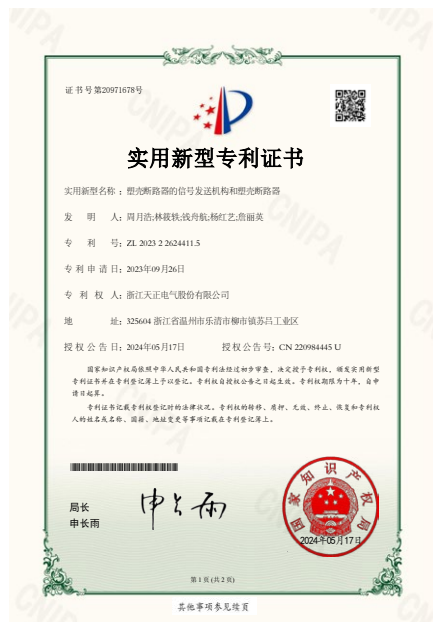 证书号第20971678号
实用新型专利证书
实用新型名称：塑壳断路器的信号发送机构和塑壳断路器
发明人：周月浩;林筱轶;钱舟航;杨红艺;詹丽英
专利号：ZL 2023 2 2624411.5
专利申请日：2023年09月26日
专利权人：浙江天正电气股份有限公司
地址：325604 浙江省温州市乐清市柳市镇苏吕工业区
授权公告日：2024年05月17日 授权公告号：CN 220984445 U
国家知识产权局依照中华人民共和国专利法经过初步审查，决定授予专利权，颁发实用新型
专利证书并在专利登记簿上予以登记。专利权自授权公告之日起生效。专利权期限为十年，自申
请日起算。
专利证书记载专利权登记时的法律状况。专利权的转移、质押、无效、终止、恢复和专利权
人的姓名或名称、国籍、地址变更等事项记载在专利登记簿上。
局长
申长雨
申长雨
国家知识产权局
2024年05月17日
第 1 页 (共 2 页)
其他事项参见续页
CNIPA
CNIPA
CNIPA
CNIPA
CNIPA